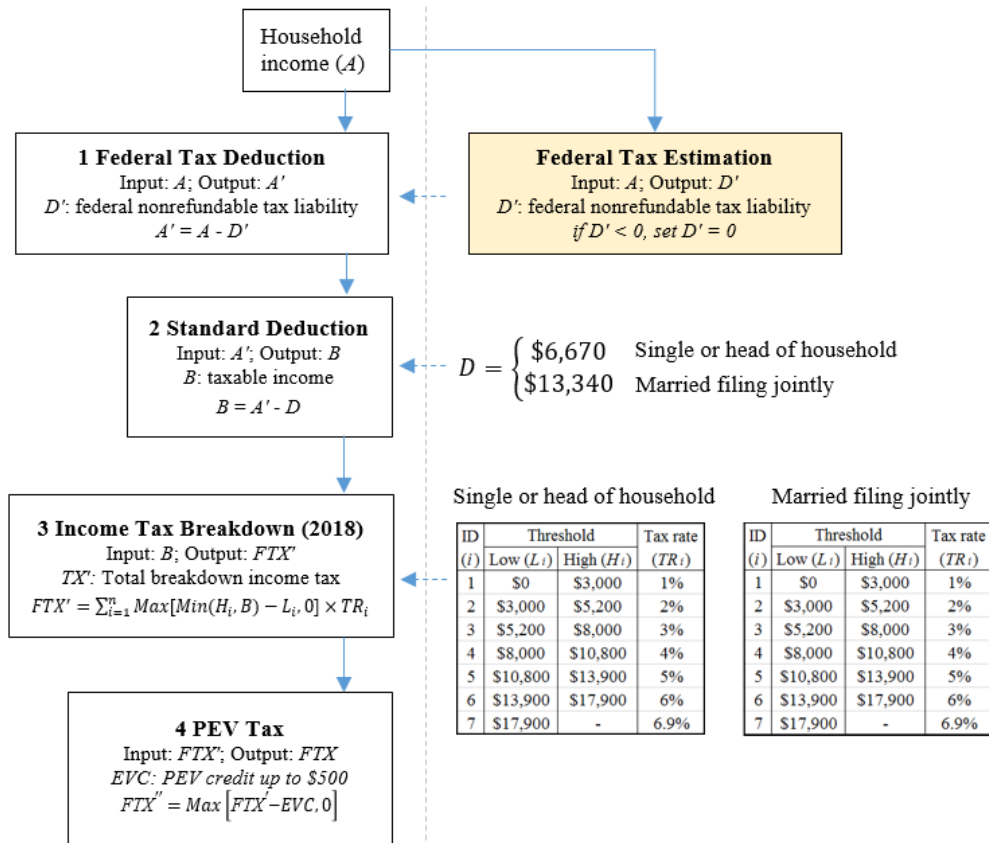 Household
income (A)
1 Federal Tax Deduction
Input: A; Output: A'
D': federal nonrefundable tax liability
A' = A - D'
Federal Tax Estimation
Input: A; Output: D'
D': federal nonrefundable tax liability
if D' < 0, set D' = 0
2 Standard Deduction
Input: A'; Output: B
B: taxable income
B = A' - D
D = { $6,670 Single or head of household
$13,340 Married filing jointly
3 Income Tax Breakdown (2018)
Input: B; Output: FTX'
TX': Total breakdown income tax
FTX' = ∑ⁿᵢ₌₁ Max[Min(Hᵢ, B) − Lᵢ, 0] × TRᵢ
Single or head of household
ID Threshold Tax rate
(i) Low (Li) High (Hi) (TRi)
1 $0 $3,000 1%
2 $3,000 $5,200 2%
3 $5,200 $8,000 3%
4 $8,000 $10,800 4%
5 $10,800 $13,900 5%
6 $13,900 $17,900 6%
7 $17,900 - 6.9%
Married filing jointly
ID Threshold Tax rate
(i) Low (Li) High (Hi) (TRi)
1 $0 $3,000 1%
2 $3,000 $5,200 2%
3 $5,200 $8,000 3%
4 $8,000 $10,800 4%
5 $10,800 $13,900 5%
6 $13,900 $17,900 6%
7 $17,900 - 6.9%
4 PEV Tax
Input: FTX'; Output: FTX
EVC: PEV credit up to $500
FTX'' = Max[FTX' − EVC, 0]